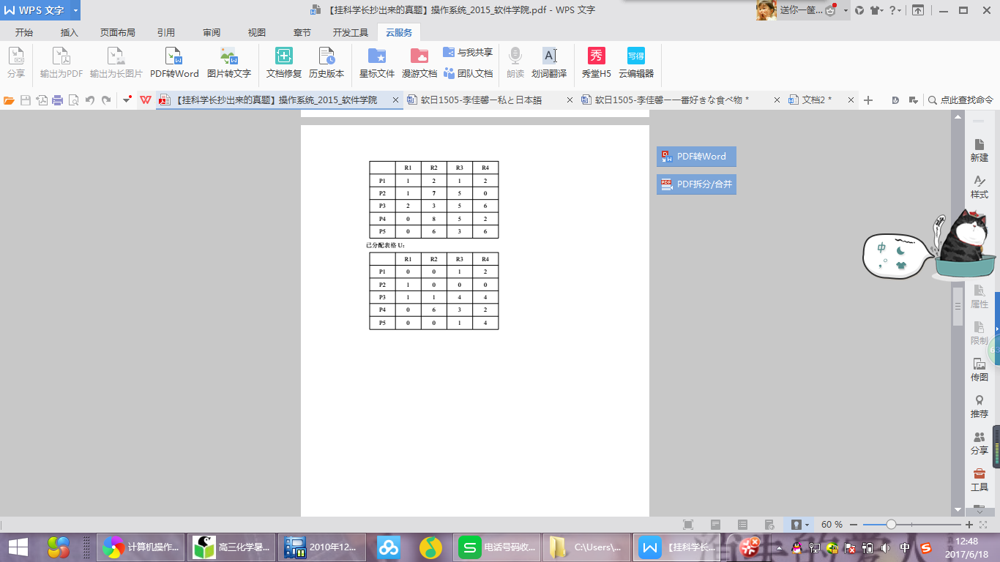 WPS 文字
【挂科学长抄出来的真题】操作系统_2015_软件学院.pdf - WPS 文字
送你一筐...
开始 插入 页面布局 引用 审阅 视图 章节 开发工具 云服务
分享 输出为PDF 输出为长图片 PDF转Word 图片转文字 文档修复 历史版本 星标文件 漫游文档 与我共享 团队文档 朗读 划词翻译 秀堂H5 云编辑器
秀 写得
【挂科学长抄出来的真题】操作系统_2015_软件学院 软日1505-李佳馨—私と日本語 软日1505-李佳馨—一番好きな食べ物 * 文档2 * 点此查找命令
R1 R2 R3 R4
P1 1 2 1 2
P2 1 7 5 0
P3 2 3 5 6
P4 0 8 5 2
P5 0 6 3 6
已分配表格 U:
R1 R2 R3 R4
P1 0 0 1 2
P2 1 0 0 0
P3 1 1 4 4
P4 0 6 3 2
P5 0 0 1 4
PDF转Word
PDF拆分/合并
中
新建
样式
属性
限制
传图
推荐
分享
工具
60 %
计算机操作... 高三化学暑... 2010年12... 电话号码收... C:\Users\... 【挂科学长... 中
12:48
2017/6/18